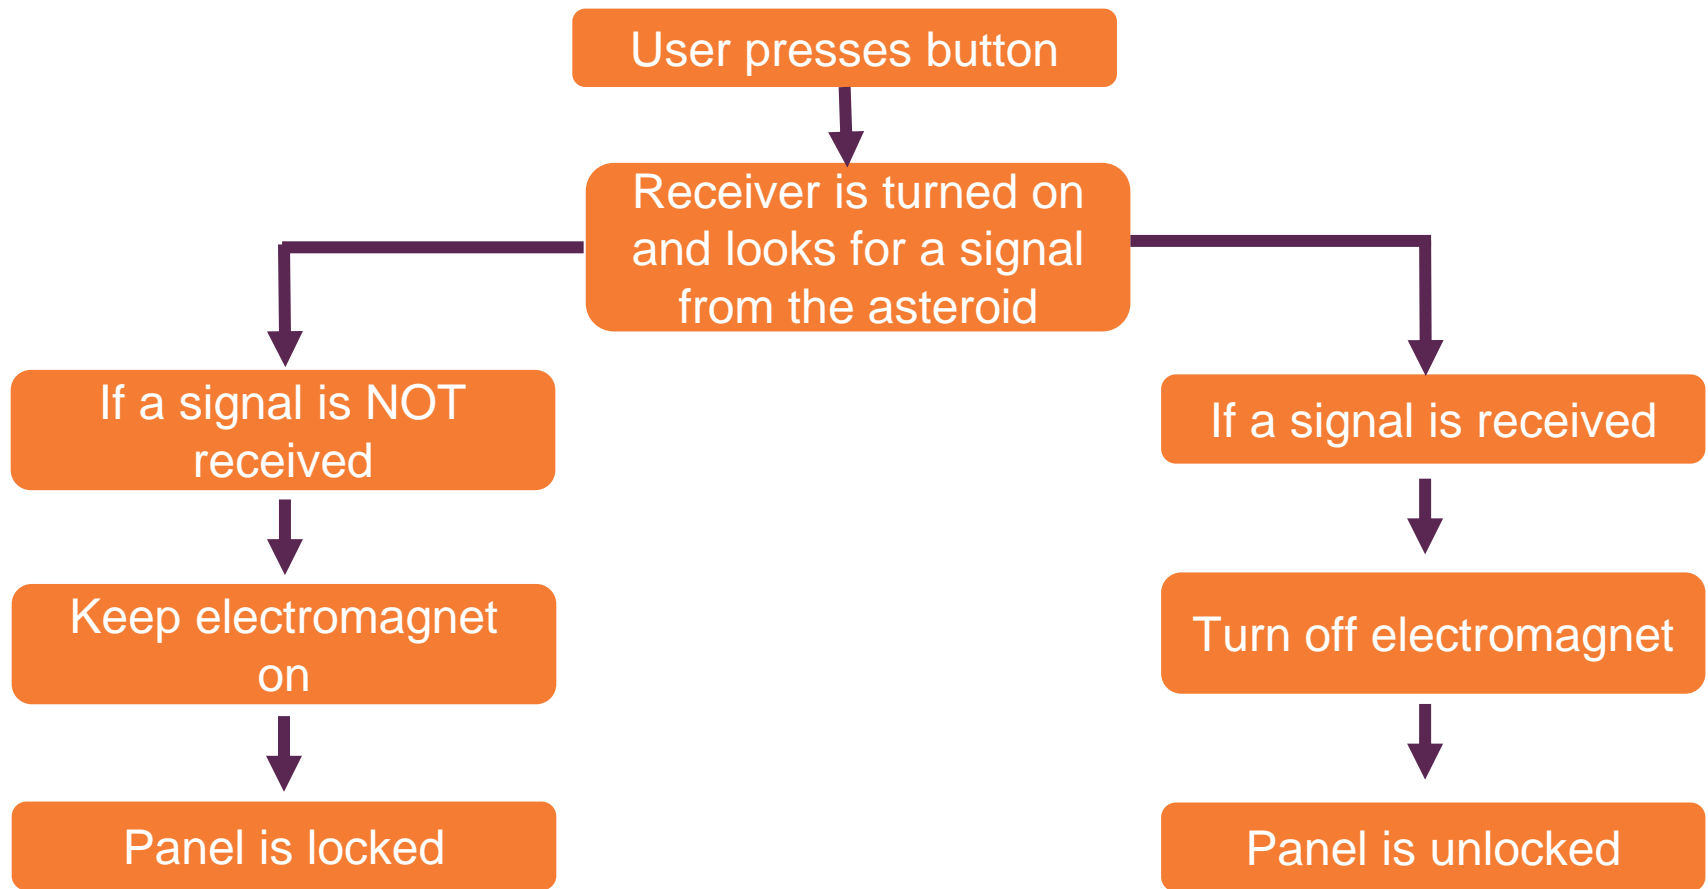 User presses button
Receiver is turned on
and looks for a signal
from the asteroid
If a signal is NOT
received
If a signal is received
Keep electromagnet
on
Turn off electromagnet
Panel is locked
Panel is unlocked